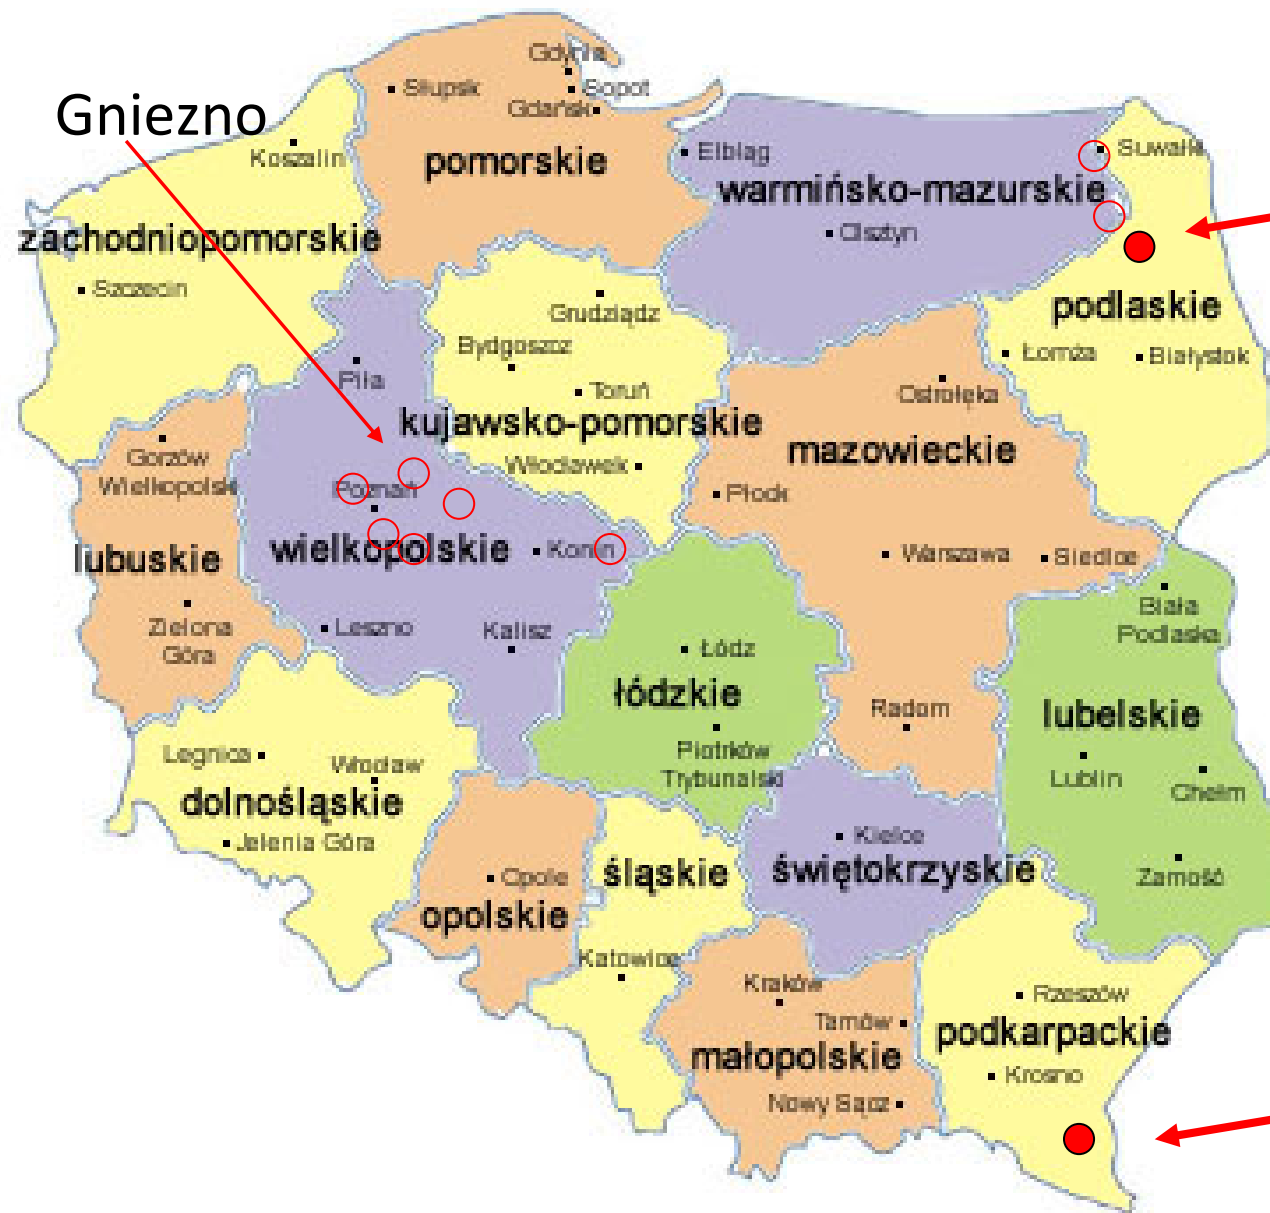 Gdynia
Słupsk
Sopot
Gdańsk
Gniezno
Koszalin
pomorskie
Elbląg
Suwałk
warmińsko-mazurskie
Olsztyn
zachodniopomorskie
Szczecin
Grudziądz
podlaskie
Bydgoszcz
Łomża
Białystok
Piła
Toruń
Ostrołęka
kujawsko-pomorskie
mazowieckie
Gorzów
Wielkopolski
Włocławek
Poznań
Płock
lubuskie
wielkopolskie
Konin
Warszawa
Siedlce
Biała
Podlaska
Zielona
Góra
Leszno
Kalisz
Łódź
łódzkie
Radom
lubelskie
Legnica
Wrocław
Piotrków
Trybunalski
Lublin
Chełm
dolnośląskie
Jelenia Góra
Kielce
śląskie
świętokrzyskie
Opole
Zamość
opolskie
Katowice
Kraków
Rzeszów
Tarnów
podkarpackie
małopolskie
Krosno
Nowy Sącz